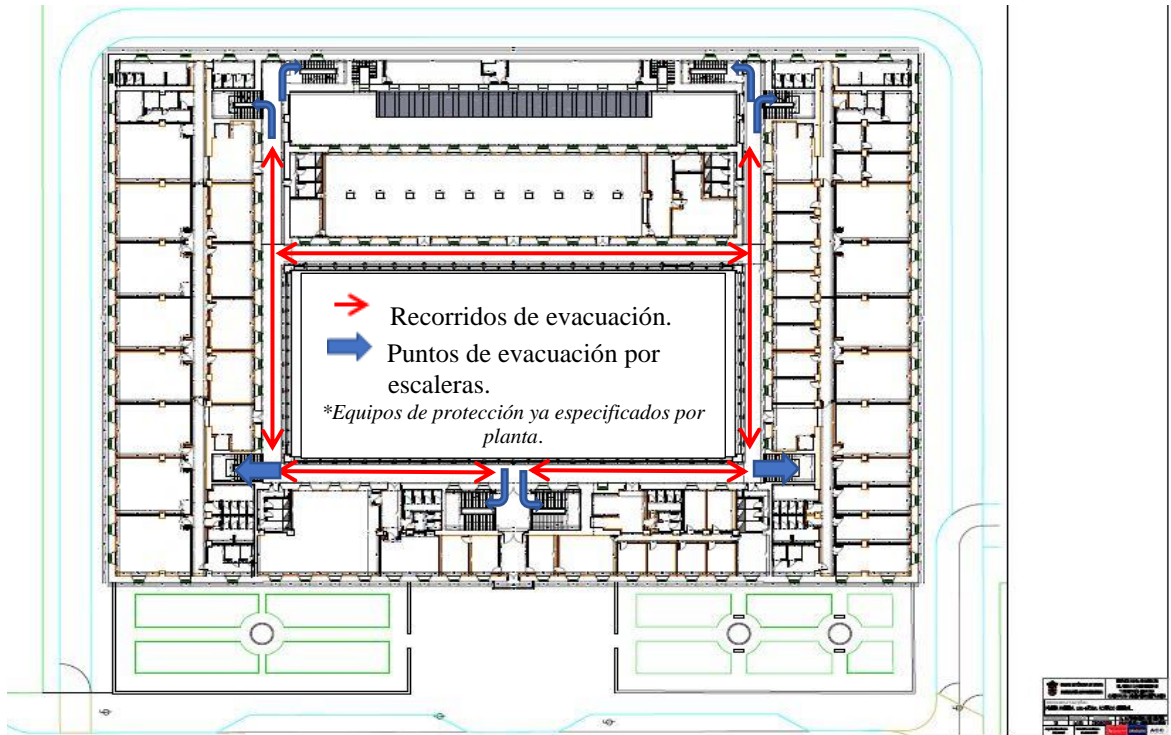 Recorridos de evacuación.
Puntos de evacuación por
escaleras.
*Equipos de protección ya especificados por
planta.